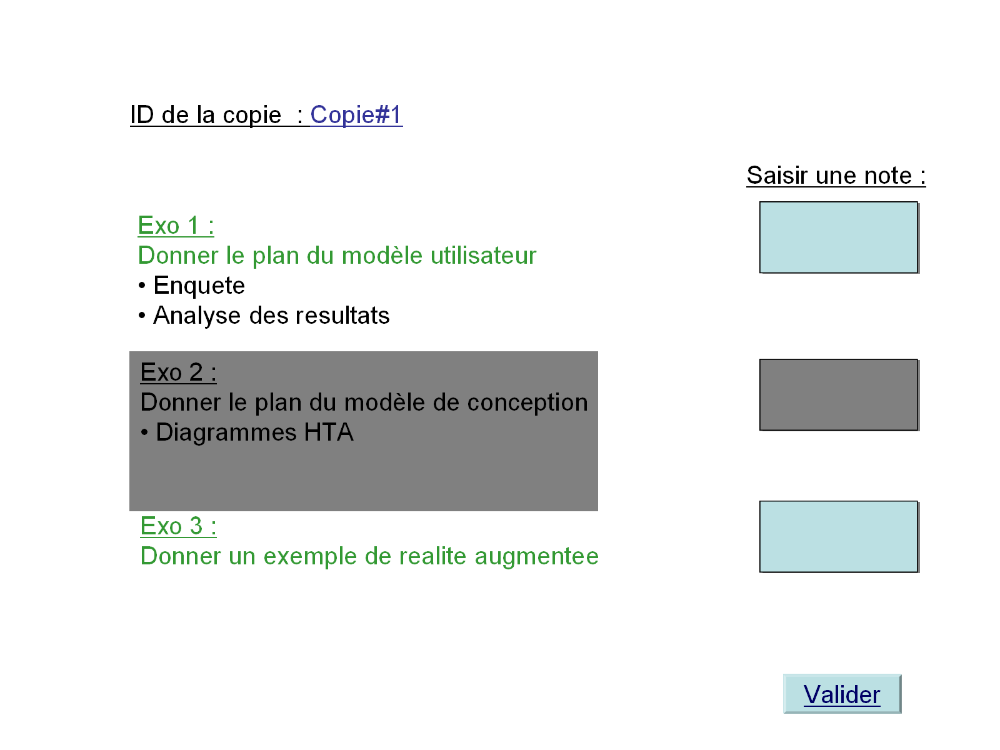 ID de la copie  : Copie#1
Saisir une note :
Exo 1 :
Donner le plan du modèle utilisateur
• Enquete
• Analyse des resultats
Exo 2 :
Donner le plan du modèle de conception
• Diagrammes HTA
Exo 3 :
Donner un exemple de realite augmentee
Valider